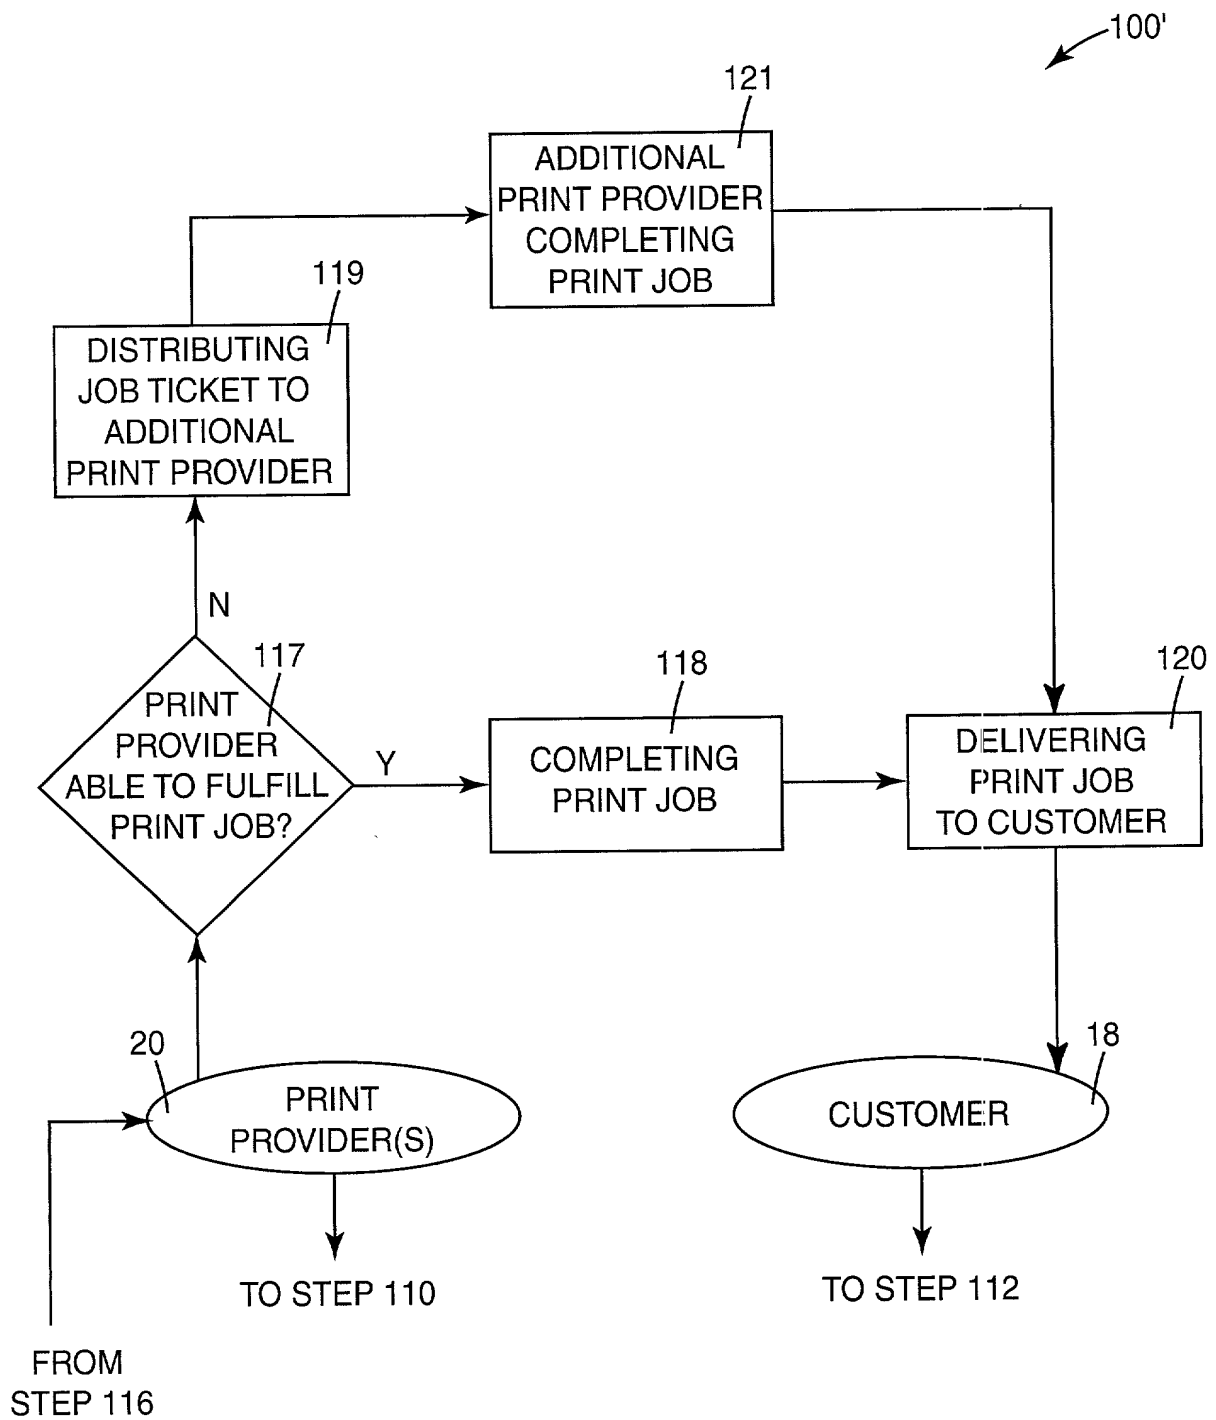 100'
121
ADDITIONAL
PRINT PROVIDER
COMPLETING
PRINT JOB
119
DISTRIBUTING
JOB TICKET TO
ADDITIONAL
PRINT PROVIDER
N
117
PRINT
PROVIDER
ABLE TO FULFILL
PRINT JOB?
Y
118
COMPLETING
PRINT JOB
120
DELIVERING
PRINT JOB
TO CUSTOMER
20
PRINT
PROVIDER(S)
18
CUSTOMER
TO STEP 110
TO STEP 112
FROM
STEP 116